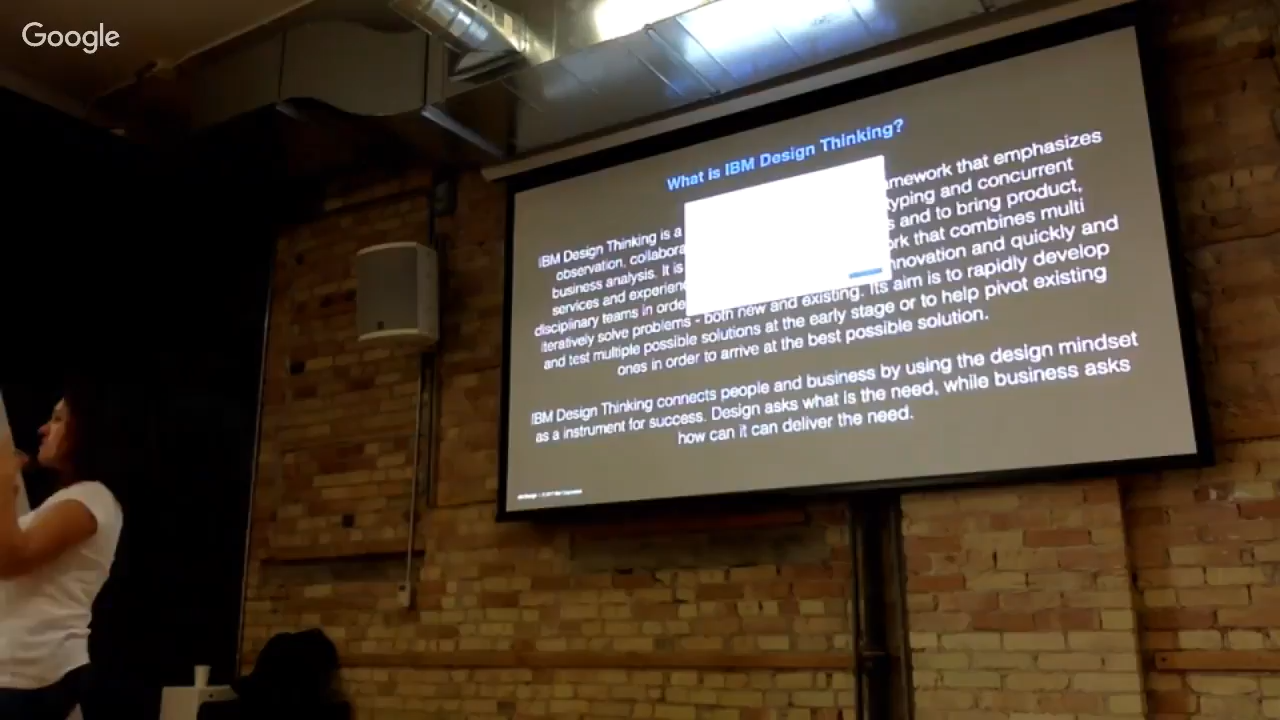 Google
What is IBM Design Thinking?
IBM Design Thinking is a amework that emphasizes
observation, collabora typing and concurrent
business analysis. It is s and to bring product,
services and experien rk that combines multi
disciplinary teams in orde nnovation and quickly and
iteratively solve problems - both new and existing. Its aim is to rapidly develop
and test multiple possible solutions at the early stage or to help pivot existing
ones in order to arrive at the best possible solution.
IBM Design Thinking connects people and business by using the design mindset
as a instrument for success. Design asks what is the need, while business asks
how can it can deliver the need.